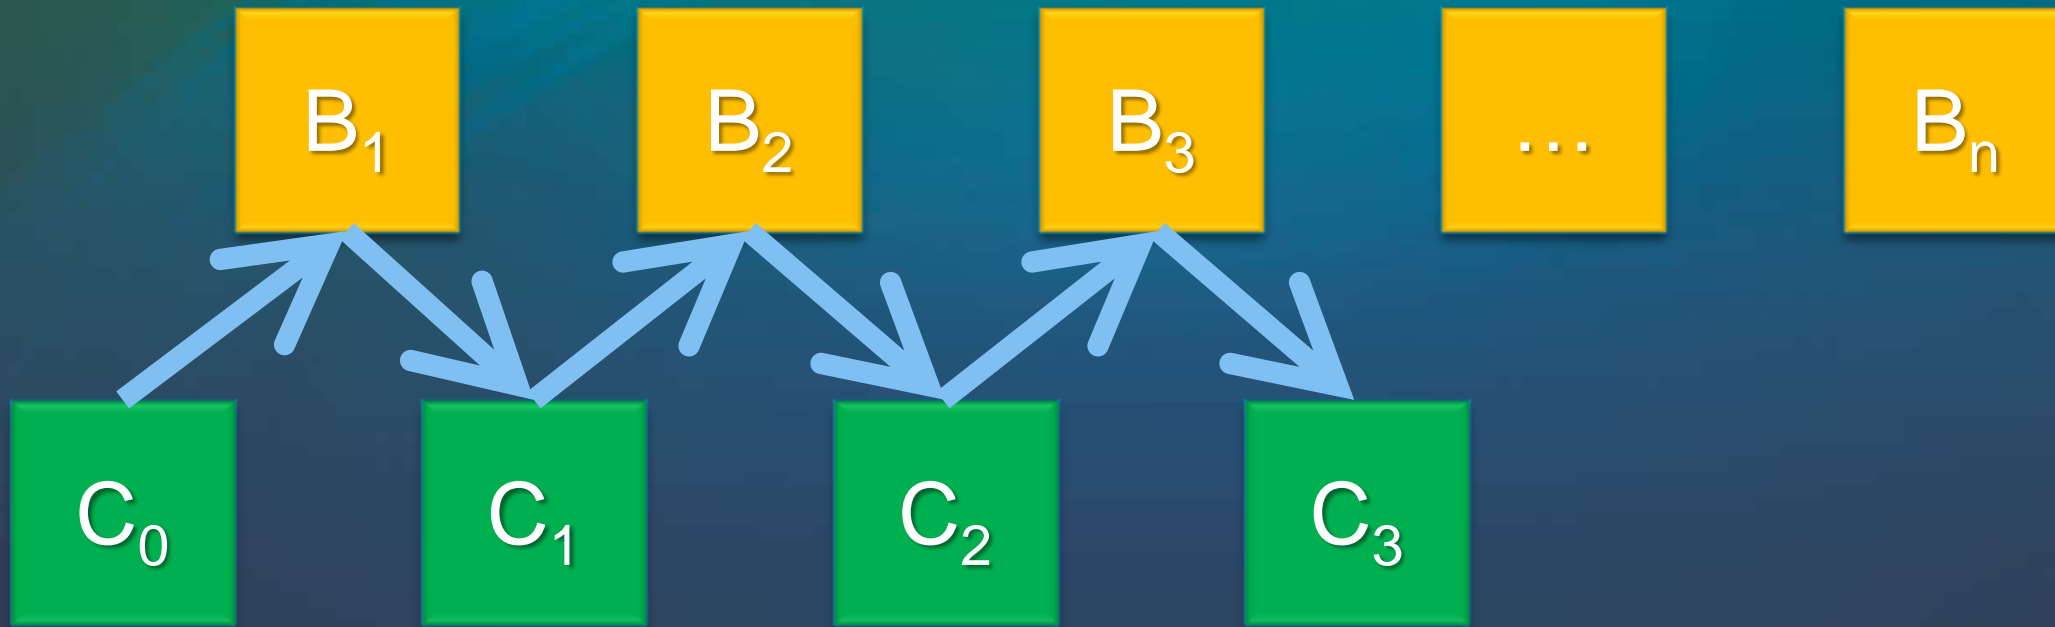 B₁ B₂ B₃ ... Bₙ
C₀ C₁ C₂ C₃